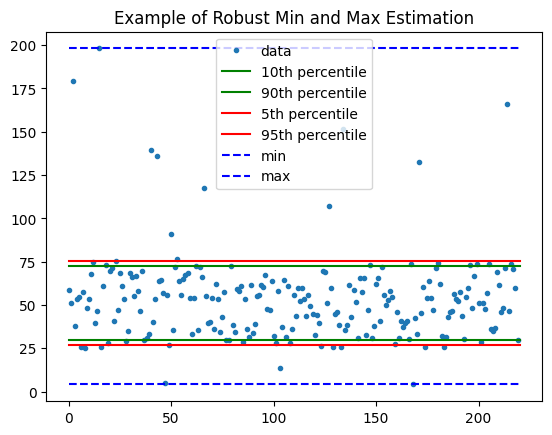 Example of Robust Min and Max Estimation
200
175
150
125
100
75
50
25
0
data
10th percentile
90th percentile
5th percentile
95th percentile
min
max
0 50 100 150 200